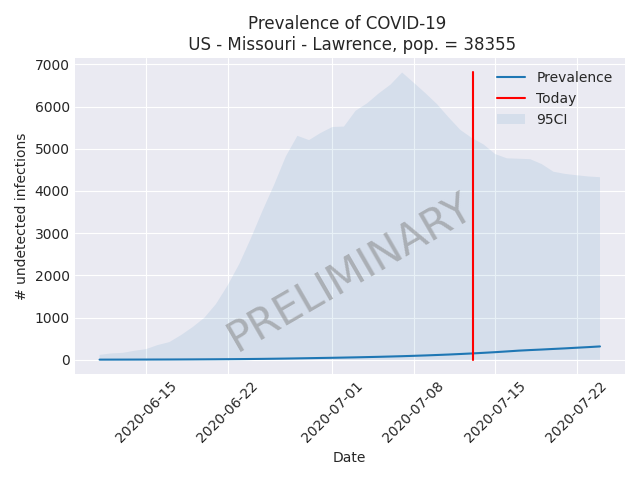 Prevalence of COVID-19
US - Missouri - Lawrence, pop. = 38355
7000
6000
5000
4000
3000
2000
1000
0
# undetected infections
Prevalence
Today
95CI
PRELIMINARY
2020-06-15
2020-06-22
2020-07-01
2020-07-08
2020-07-15
2020-07-22
Date